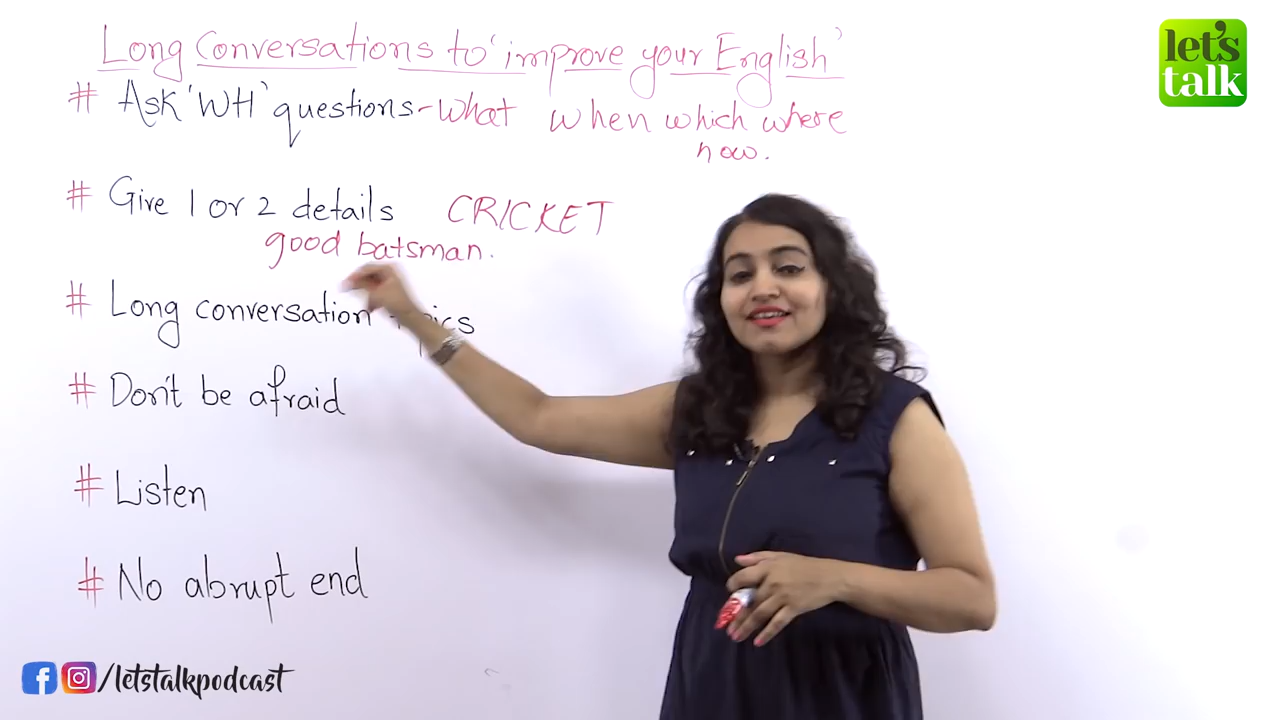 Long Conversations to 'improve your English'
# Ask 'WH' questions - what when which where
how.
# Give 1 or 2 details CRICKET
good batsman.
# Long conversation topics
# Don't be afraid
# Listen
# No abrupt end
let's
talk
/letstalkpodcast